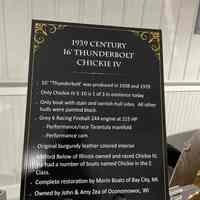 1939 CENTURY
16' THUNDERBOLT
CHICKIE IV
- 16' "Thunderbolt" was produced in 1938 and 1939
- Only Chickie IV X-10 is 1 of 3 in existence today
- Only boat with stain and varnish hull sides. All other
hulls were painted black.
- Grey 6 Racing Fireball 244 engine at 115 HP
- Performance/race Tarantula manifold
- Performance cam.
- Original burgundy leather colored interior
Below of Illinois owned and raced Chickie IV.
had a number of boats named Chickie in the
E Class.
- Complete restoration by Morin Boats of Bay City, MI.
- Owned by John & Amy Zea of Oconomowoc, WI